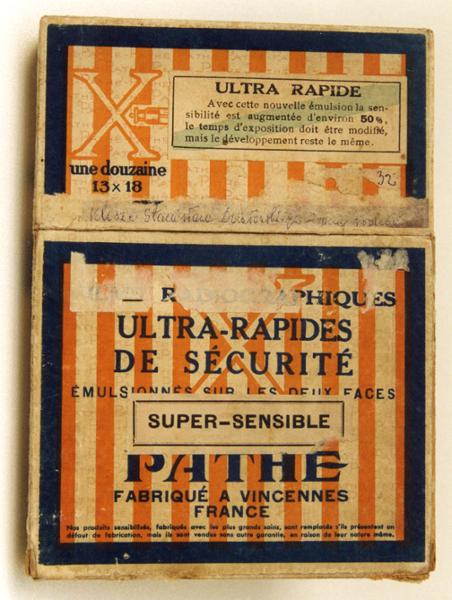 X
ULTRA RAPIDE
Avec cette nouvelle émulsion la sen-
sibilité est augmentée d'environ 50%,
le temps d'exposition doit être modifié,
mais le développement reste le même.
une douzaine
13 x 18
32
RADIOGRAPHIQUES
ULTRA-RAPIDES
DE SÉCURITÉ
ÉMULSIONNÉS SUR LES DEUX FACES
SUPER-SENSIBLE
PATHÉ
FABRIQUÉ A VINCENNES
FRANCE
Nos produits sensibilisés, fabriqués avec les plus grands soins, sont remplacés s'ils présentent un
défaut de fabrication, mais ils sont vendus sans autre garantie, en raison de leur nature même.